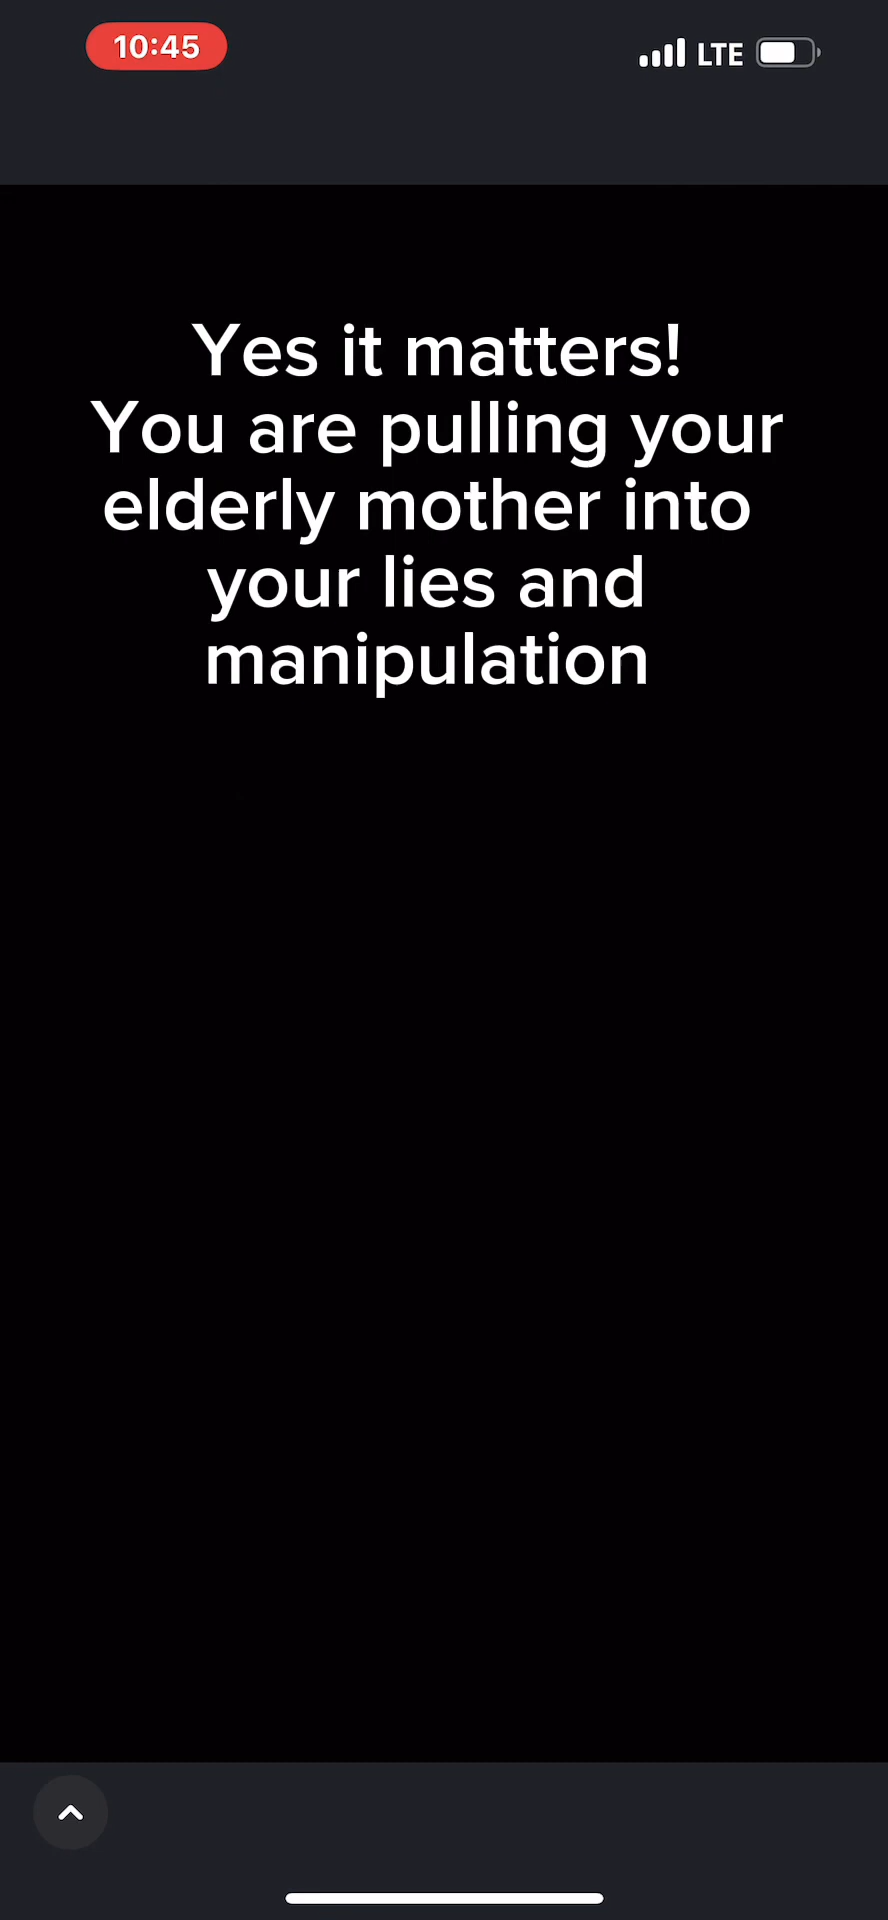 10:45 LTE
Yes it matters!
You are pulling your
elderly mother into
your lies and
manipulation